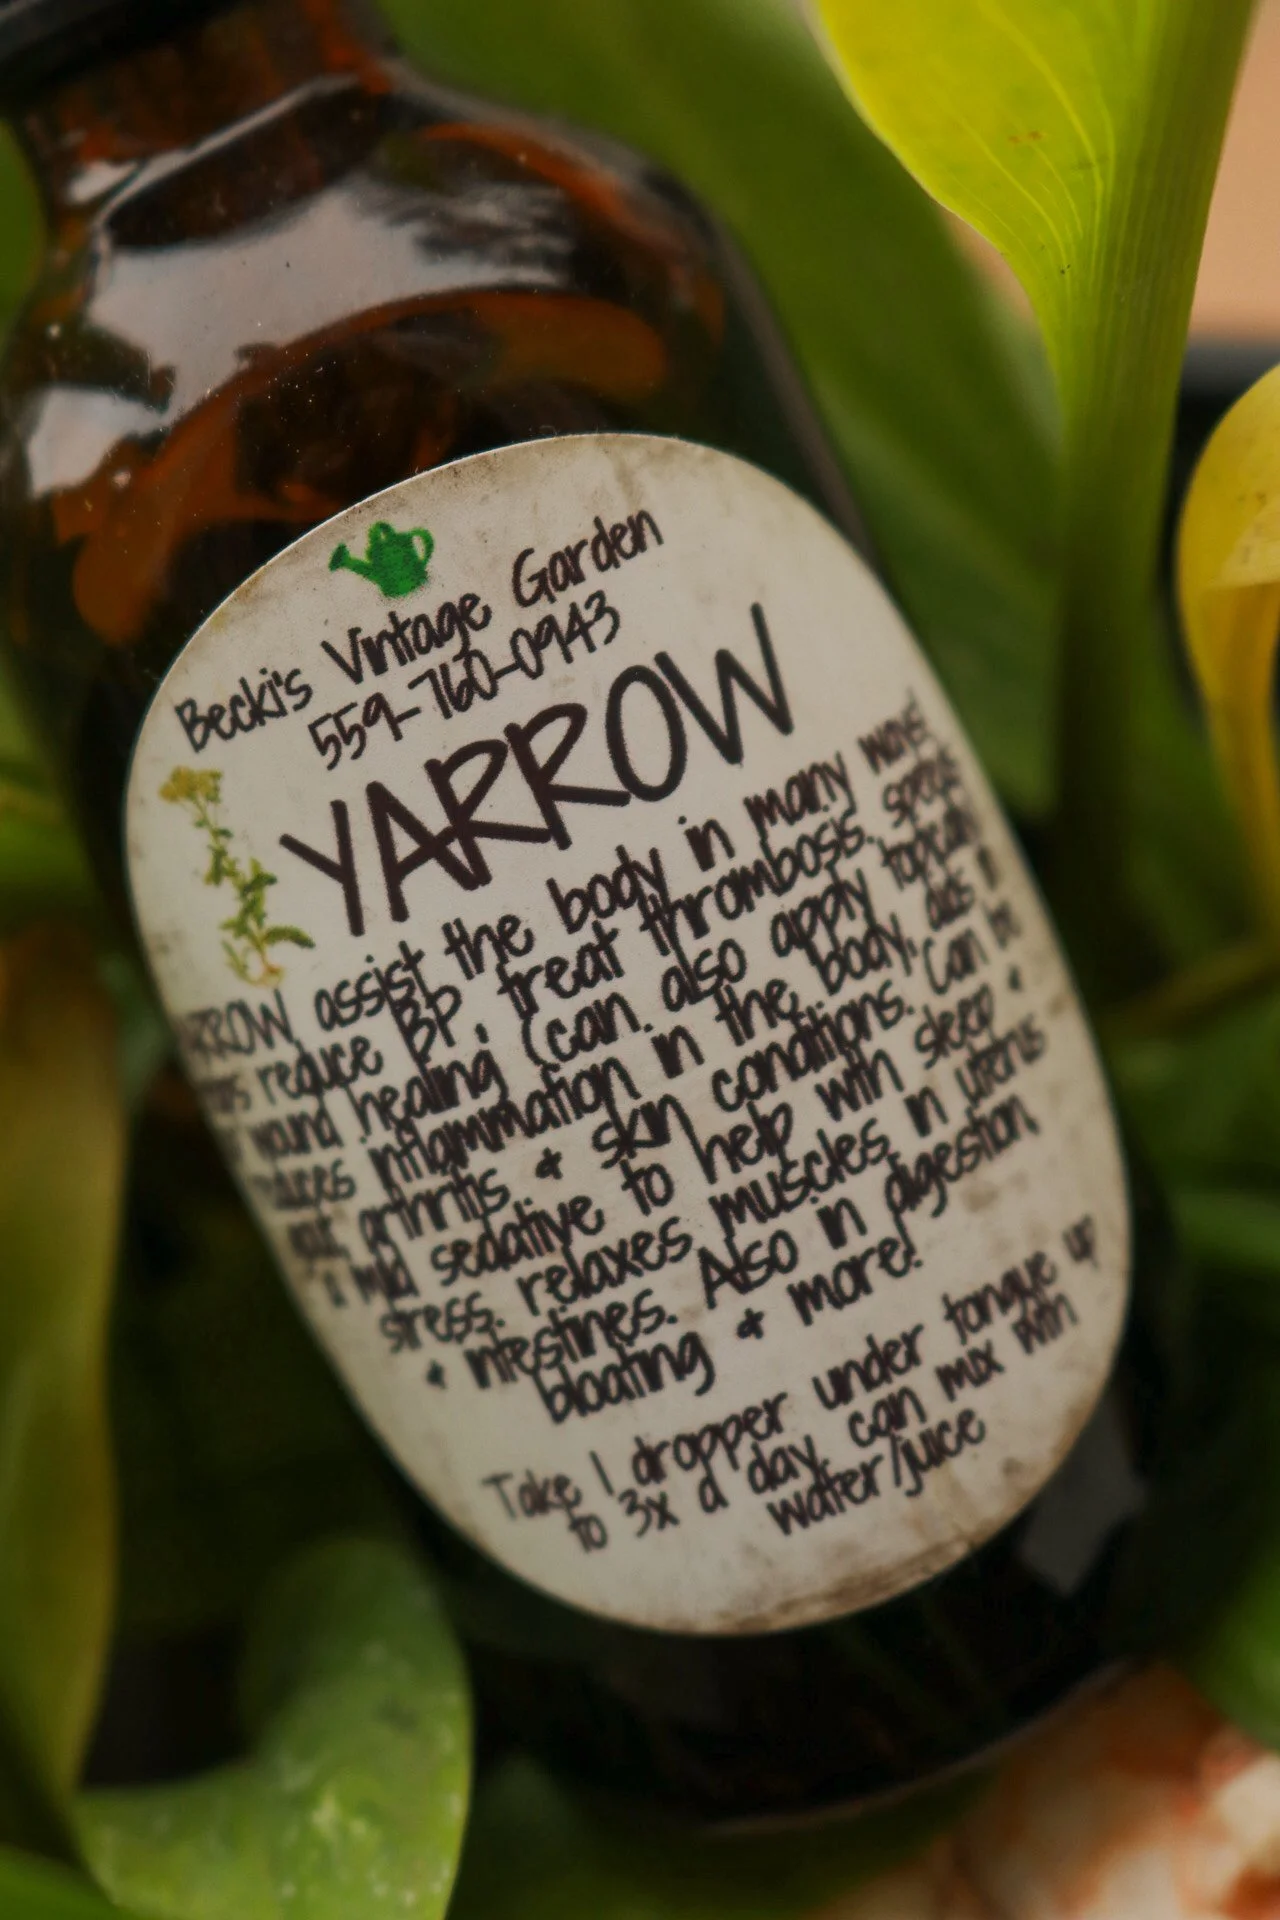 Becki's Vintage Garden
559-760-0943
YARROW
YARROW assist the body in many ways!
reduce BP, treat thrombosis. speeds
wound healing (can also apply topically)
inflammation in the body, aids in
gout, arthritis & skin conditions. Can be
a mild sedative to help with sleep &
stress. relaxes muscles in uterus
& intestines. Also in digestion,
bloating & more!
Take 1 dropper under tongue up
to 3x a day, can mix with
water/juice